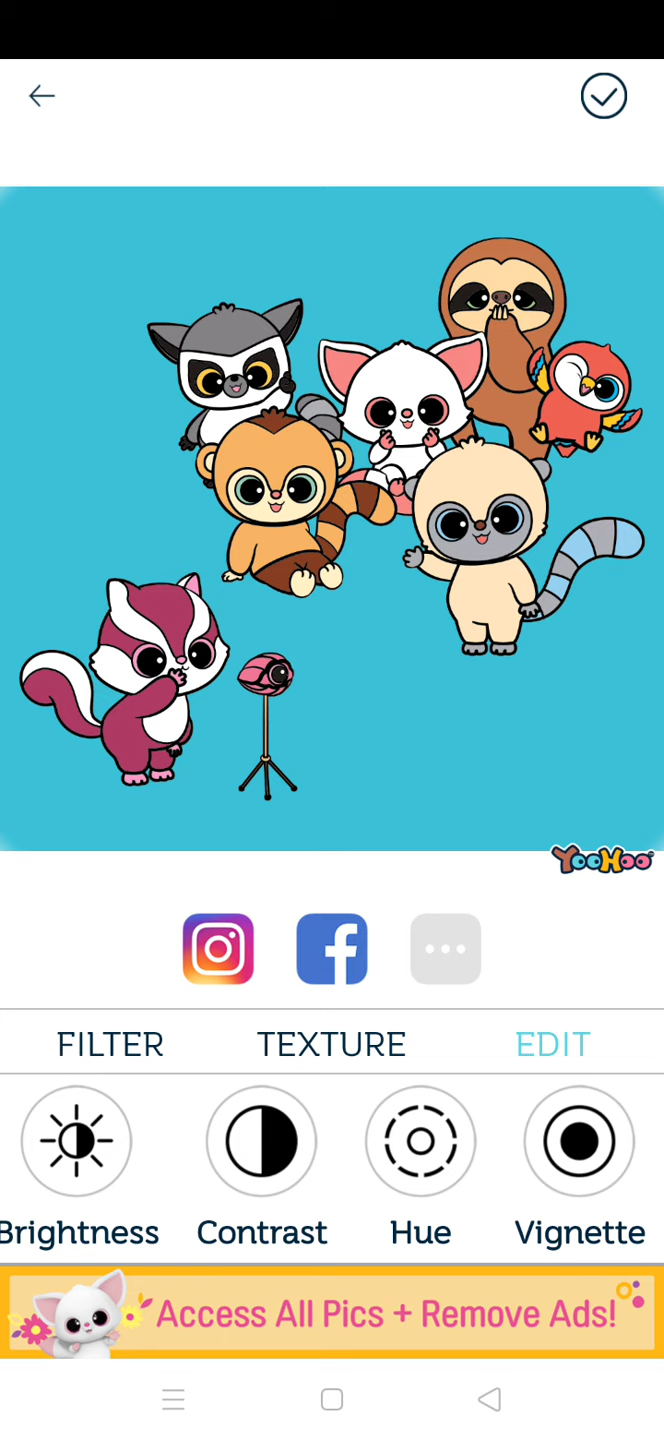 YooHoo
FILTER TEXTURE EDIT
Brightness Contrast Hue Vignette
Access All Pics + Remove Ads!